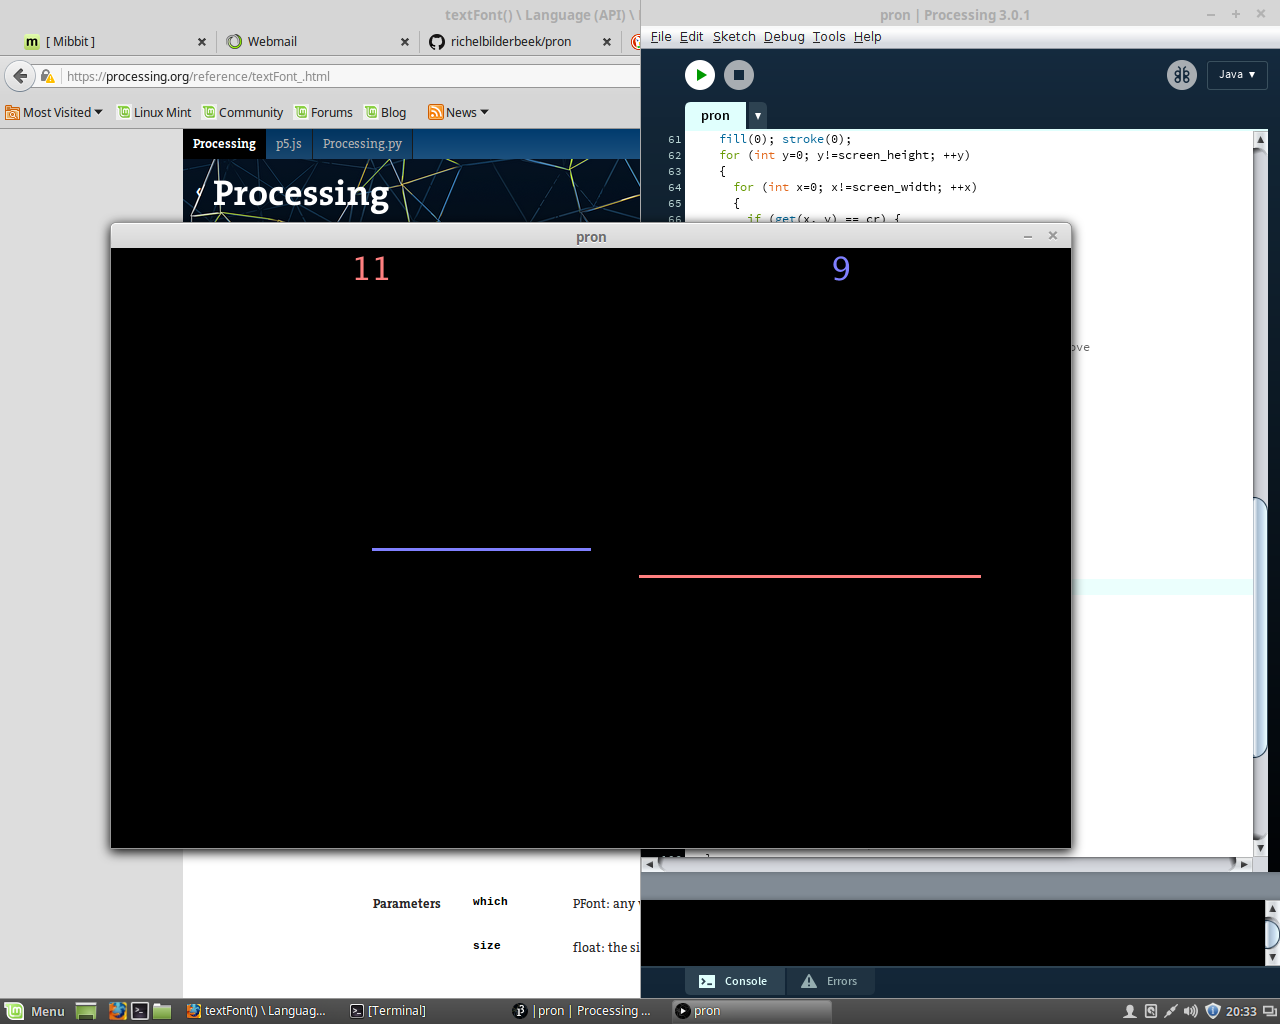 textFont() \ Language (API) \
pron | Processing 3.0.1
[ Mibbit ]
Webmail
richelbilderbeek/pron
File Edit Sketch Debug Tools Help
https://processing.org/reference/textFont_.html
Java ▾
Most Visited
Linux Mint
Community
Forums
Blog
News
pron
Processing
p5.js
Processing.py
Processing
61 fill(0); stroke(0);
62 for (int y=0; y!=screen_height; ++y)
63 {
64 for (int x=0; x!=screen_width; ++x)
65 {
66 if (get(x, y) == cr) {
pron
11
9
ove
}
Parameters
which
PFont: any
size
float: the si
Console
Errors
Menu
textFont() \ Languag...
[Terminal]
|pron | Processing ...
pron
20:33